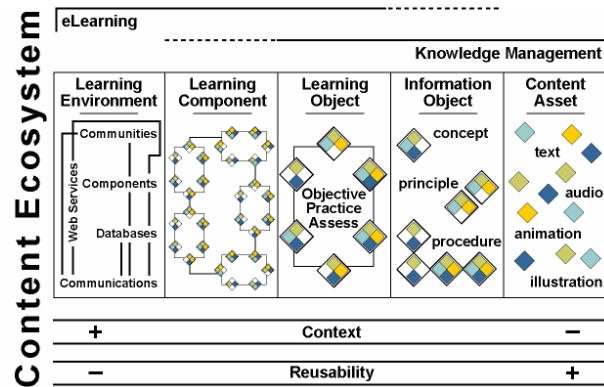 Content Ecosystem
eLearning
Knowledge Management
Learning Environment
Learning Component
Learning Object
Information Object
Content Asset
Web Services
Communities
Components
Databases
Communications
Objective
Practice
Assess
concept
principle
procedure
text
audio
animation
illustration
+ Context −
− Reusability +